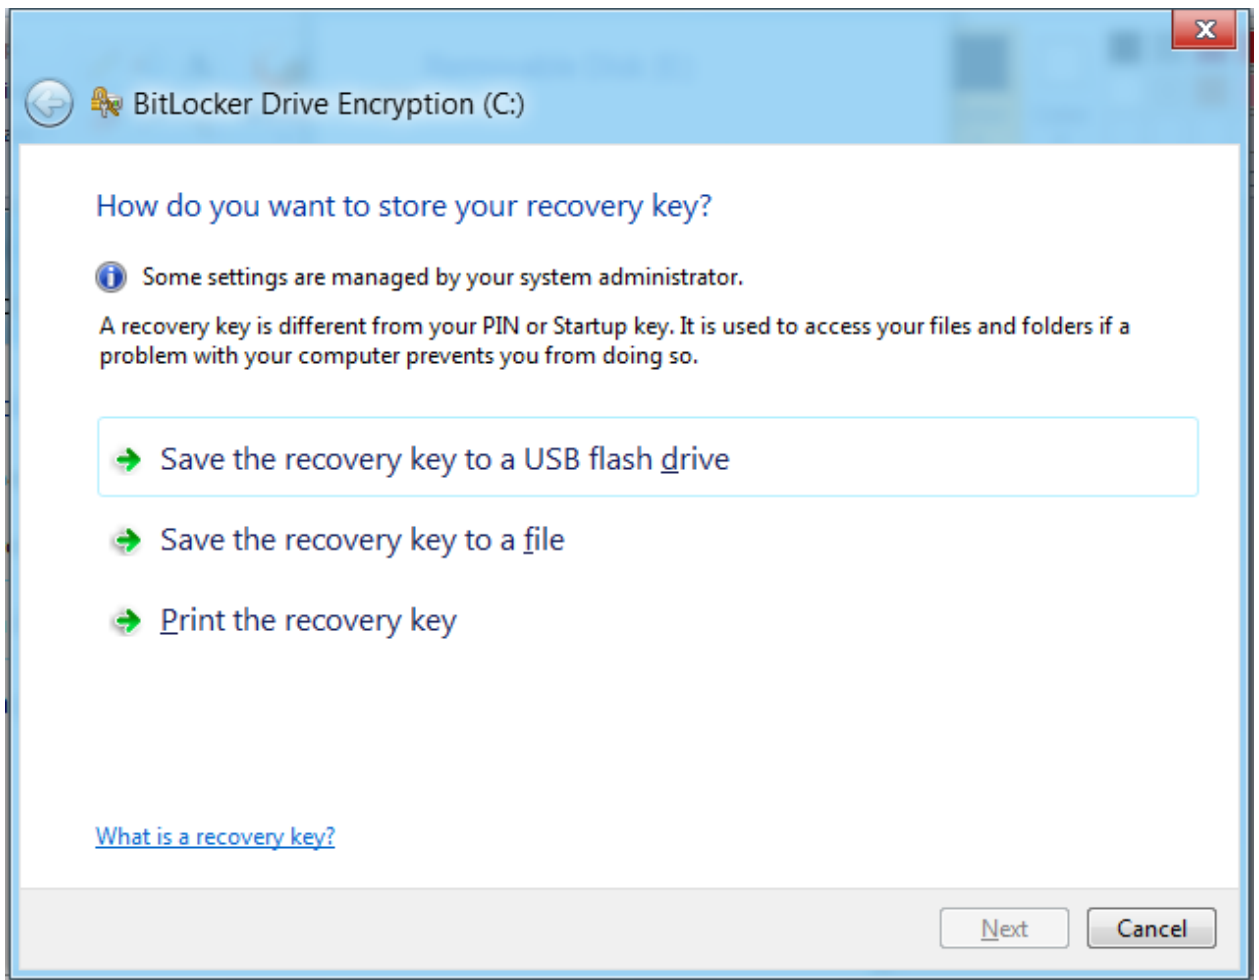 BitLocker Drive Encryption (C:)
How do you want to store your recovery key?
Some settings are managed by your system administrator.
A recovery key is different from your PIN or Startup key. It is used to access your files and folders if a
problem with your computer prevents you from doing so.
Save the recovery key to a USB flash drive
Save the recovery key to a file
Print the recovery key
What is a recovery key?
Next
Cancel